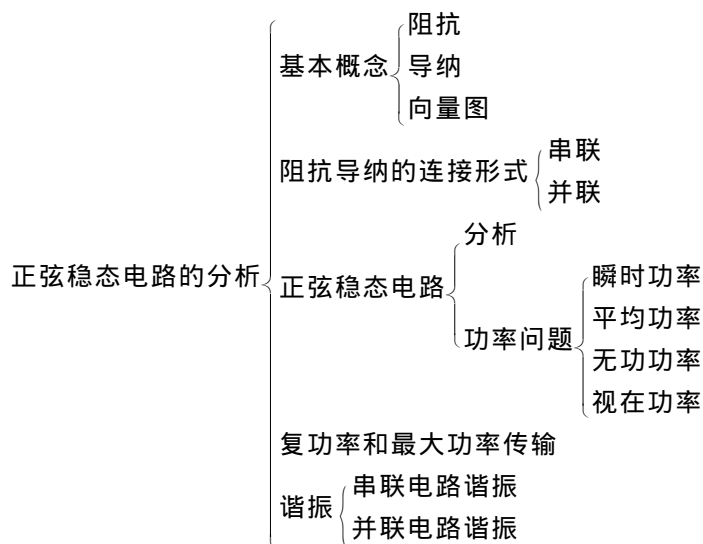 正弦稳态电路的分析
基本概念
阻抗
导纳
向量图
阻抗导纳的连接形式
串联
并联
正弦稳态电路
分析
功率问题
瞬时功率
平均功率
无功功率
视在功率
复功率和最大功率传输
谐振
串联电路谐振
并联电路谐振